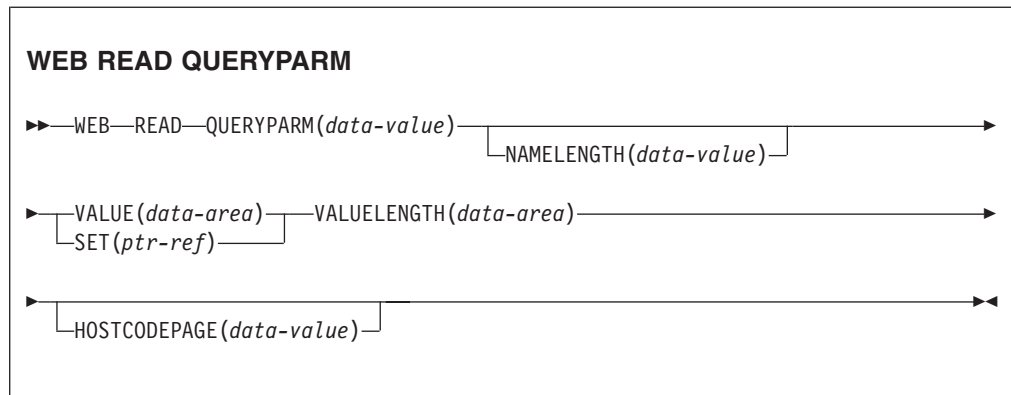 WEB READ QUERYPARM
WEB READ QUERYPARM(data-value)
NAMELENGTH(data-value)
VALUE(data-area) VALUELENGTH(data-area)
SET(ptr-ref)
HOSTCODEPAGE(data-value)